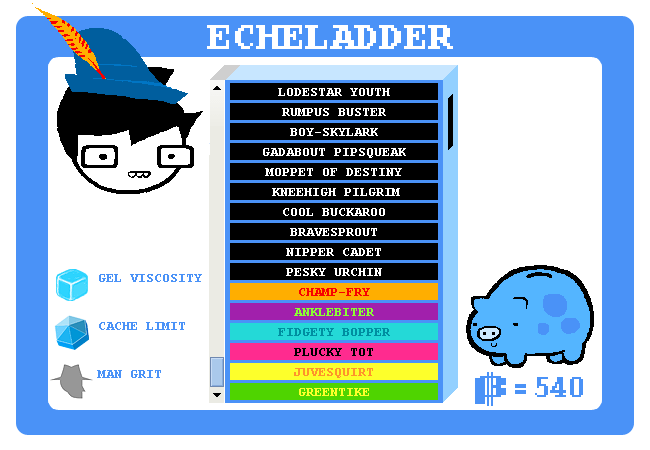 ECHELADDER
LODESTAR YOUTH
RUMPUS BUSTER
BOY-SKYLARK
GADABOUT PIPSQUEAK
MOPPET OF DESTINY
KNEEHIGH PILGRIM
COOL BUCKAROO
BRAVESPROUT
NIPPER CADET
PESKY URCHIN
CHAMP-FRY
ANKLEBITER
FIDGETY BOPPER
PLUCKY TOT
JUVESQUIRT
GREENTIKE
GEL VISCOSITY
CACHE LIMIT
MAN GRIT
= 540